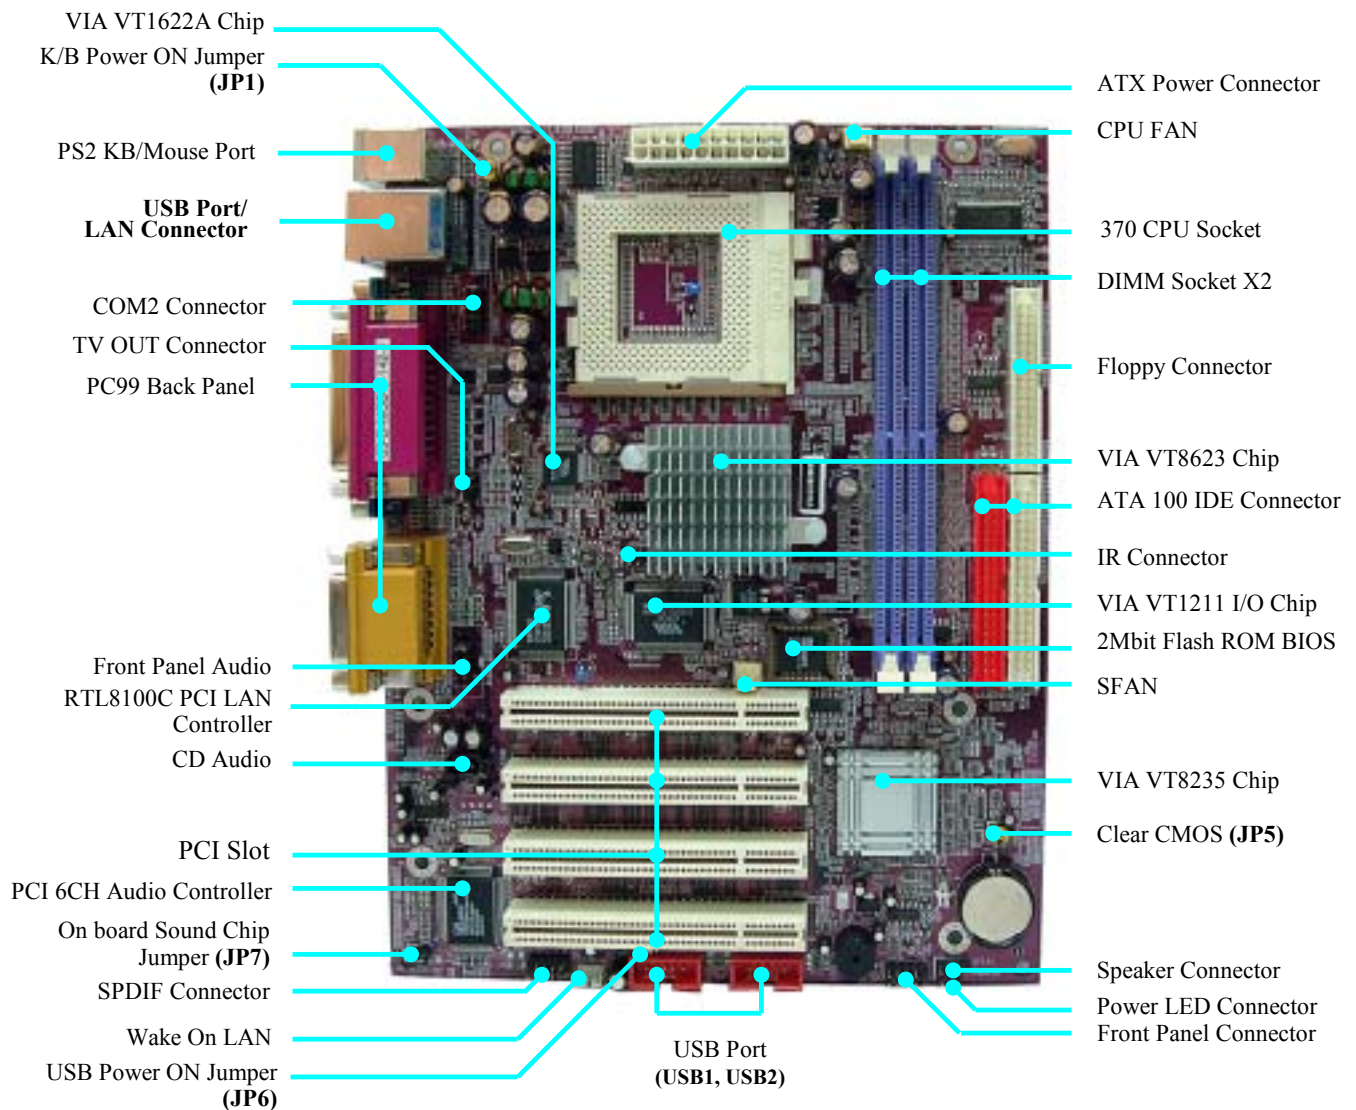 VIA VT1622A Chip
K/B Power ON Jumper
(JP1)
PS2 KB/Mouse Port
USB Port/
LAN Connector
COM2 Connector
TV OUT Connector
PC99 Back Panel
Front Panel Audio
RTL8100C PCI LAN
Controller
CD Audio
PCI Slot
PCI 6CH Audio Controller
On board Sound Chip
Jumper (JP7)
SPDIF Connector
Wake On LAN
USB Power ON Jumper
(JP6)
USB Port
(USB1, USB2)
ATX Power Connector
CPU FAN
370 CPU Socket
DIMM Socket X2
Floppy Connector
VIA VT8623 Chip
ATA 100 IDE Connector
IR Connector
VIA VT1211 I/O Chip
2Mbit Flash ROM BIOS
SFAN
VIA VT8235 Chip
Clear CMOS (JP5)
Speaker Connector
Power LED Connector
Front Panel Connector